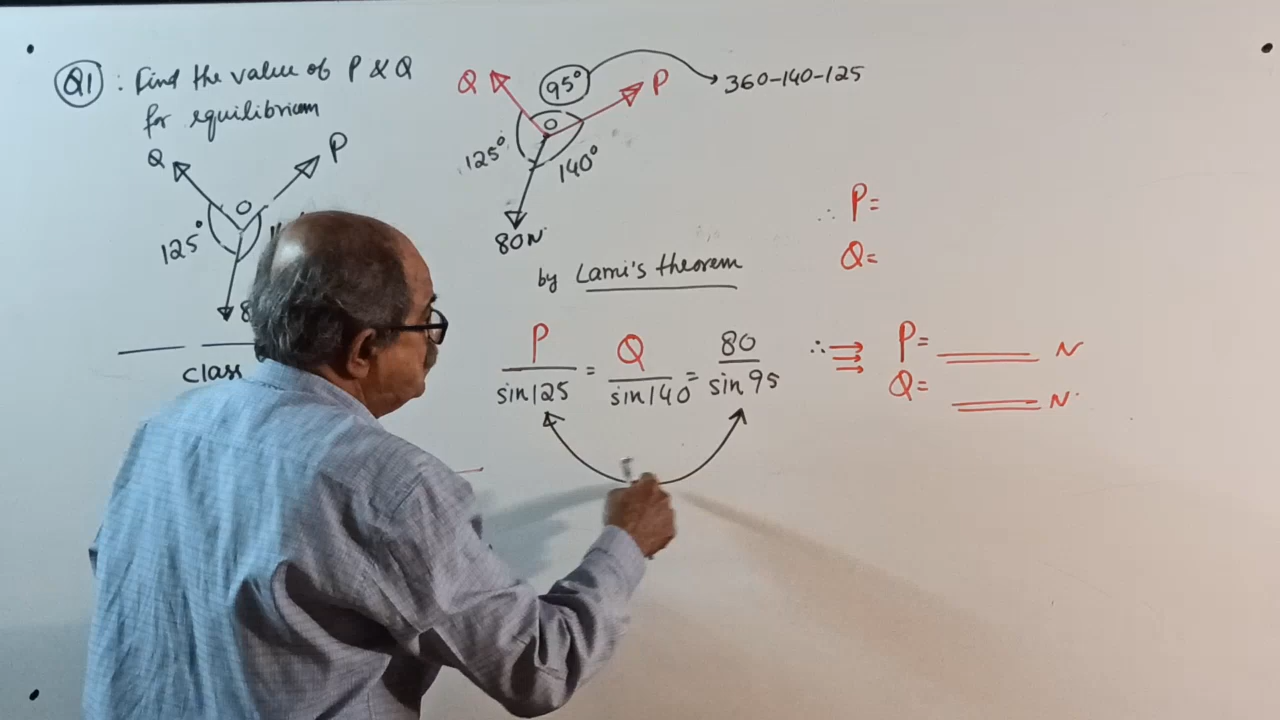 Q1 : Find the value of P & Q
for equilibrium
Q
P
O
125°
class
Q
95°
P
360-140-125
O
125°
140°
80N
by Lami's theorem
P/sin125 = Q/sin140 = 80/sin95
∴ P=
Q=
∴ P= N
Q= N